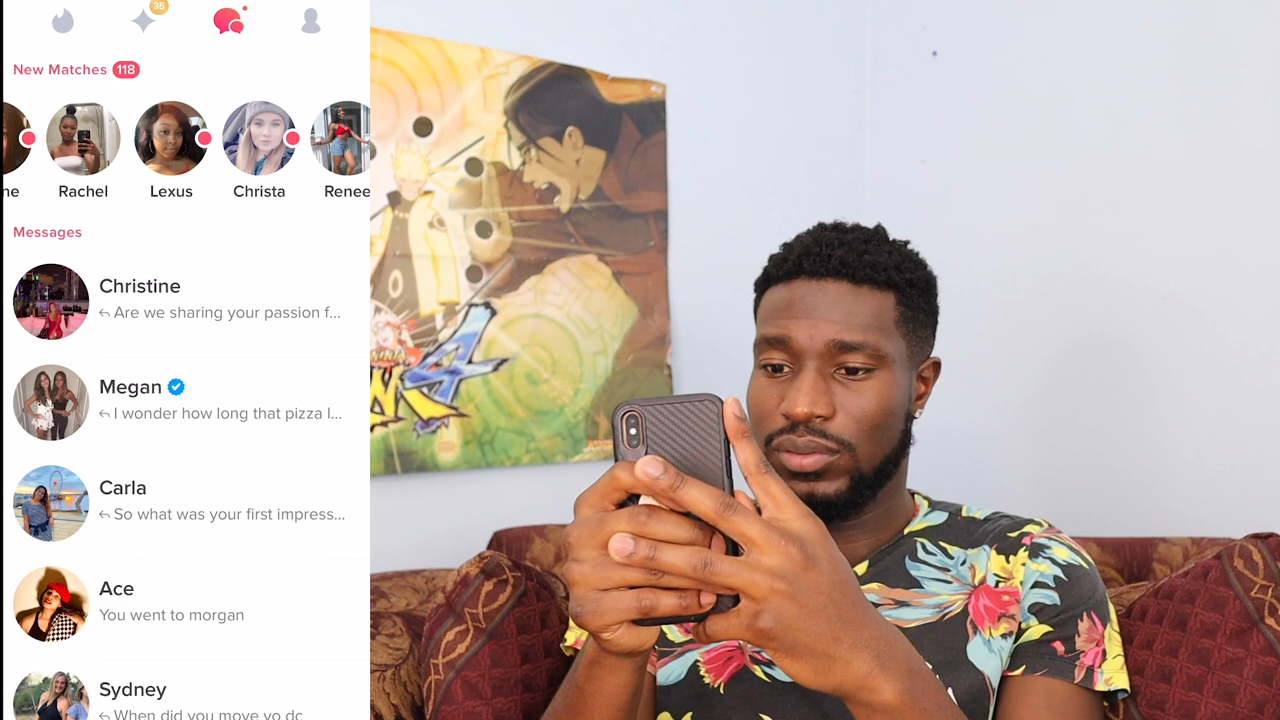 35
New Matches 118
ne
Rachel
Lexus
Christa
Renee
Messages
Christine
Are we sharing your passion f...
Megan
I wonder how long that pizza l...
Carla
So what was your first impress...
Ace
You went to morgan
Sydney
When did you move yo dc
4